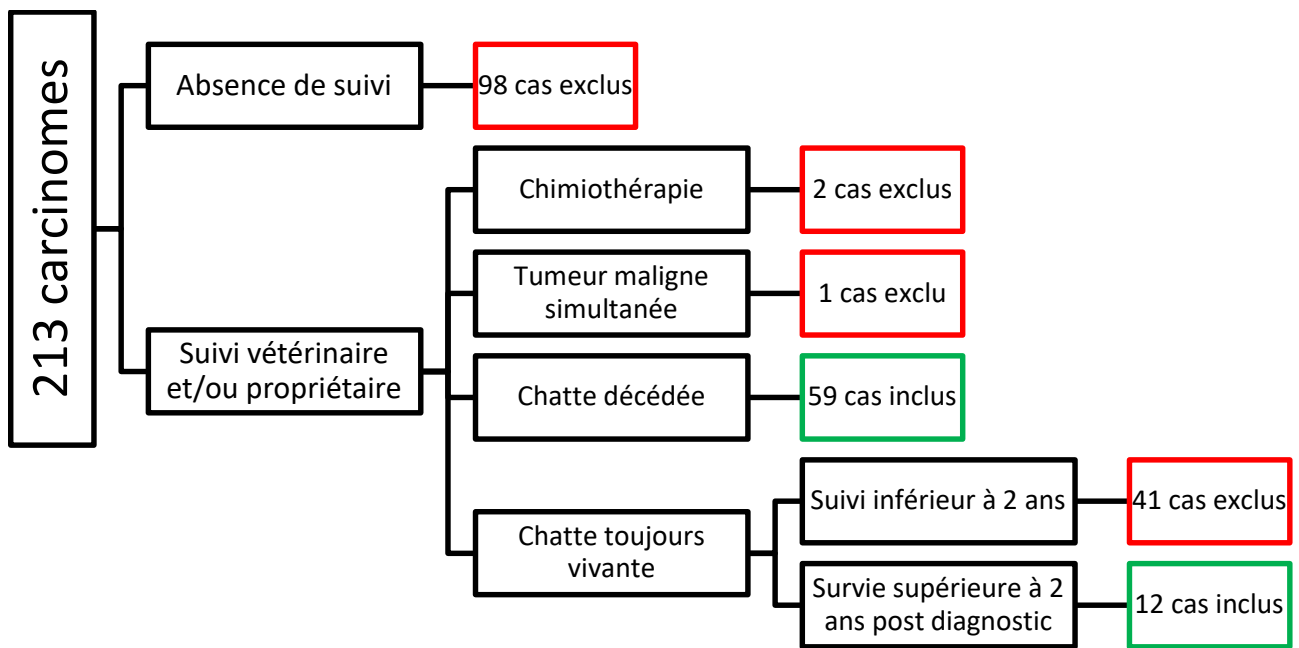 213 carcinomes
Absence de suivi
98 cas exclus
Suivi vétérinaire
et/ou propriétaire
Chimiothérapie
2 cas exclus
Tumeur maligne
simultanée
1 cas exclu
Chatte décédée
59 cas inclus
Chatte toujours
vivante
Suivi inférieur à 2 ans
41 cas exclus
Survie supérieure à 2
ans post diagnostic
12 cas inclus